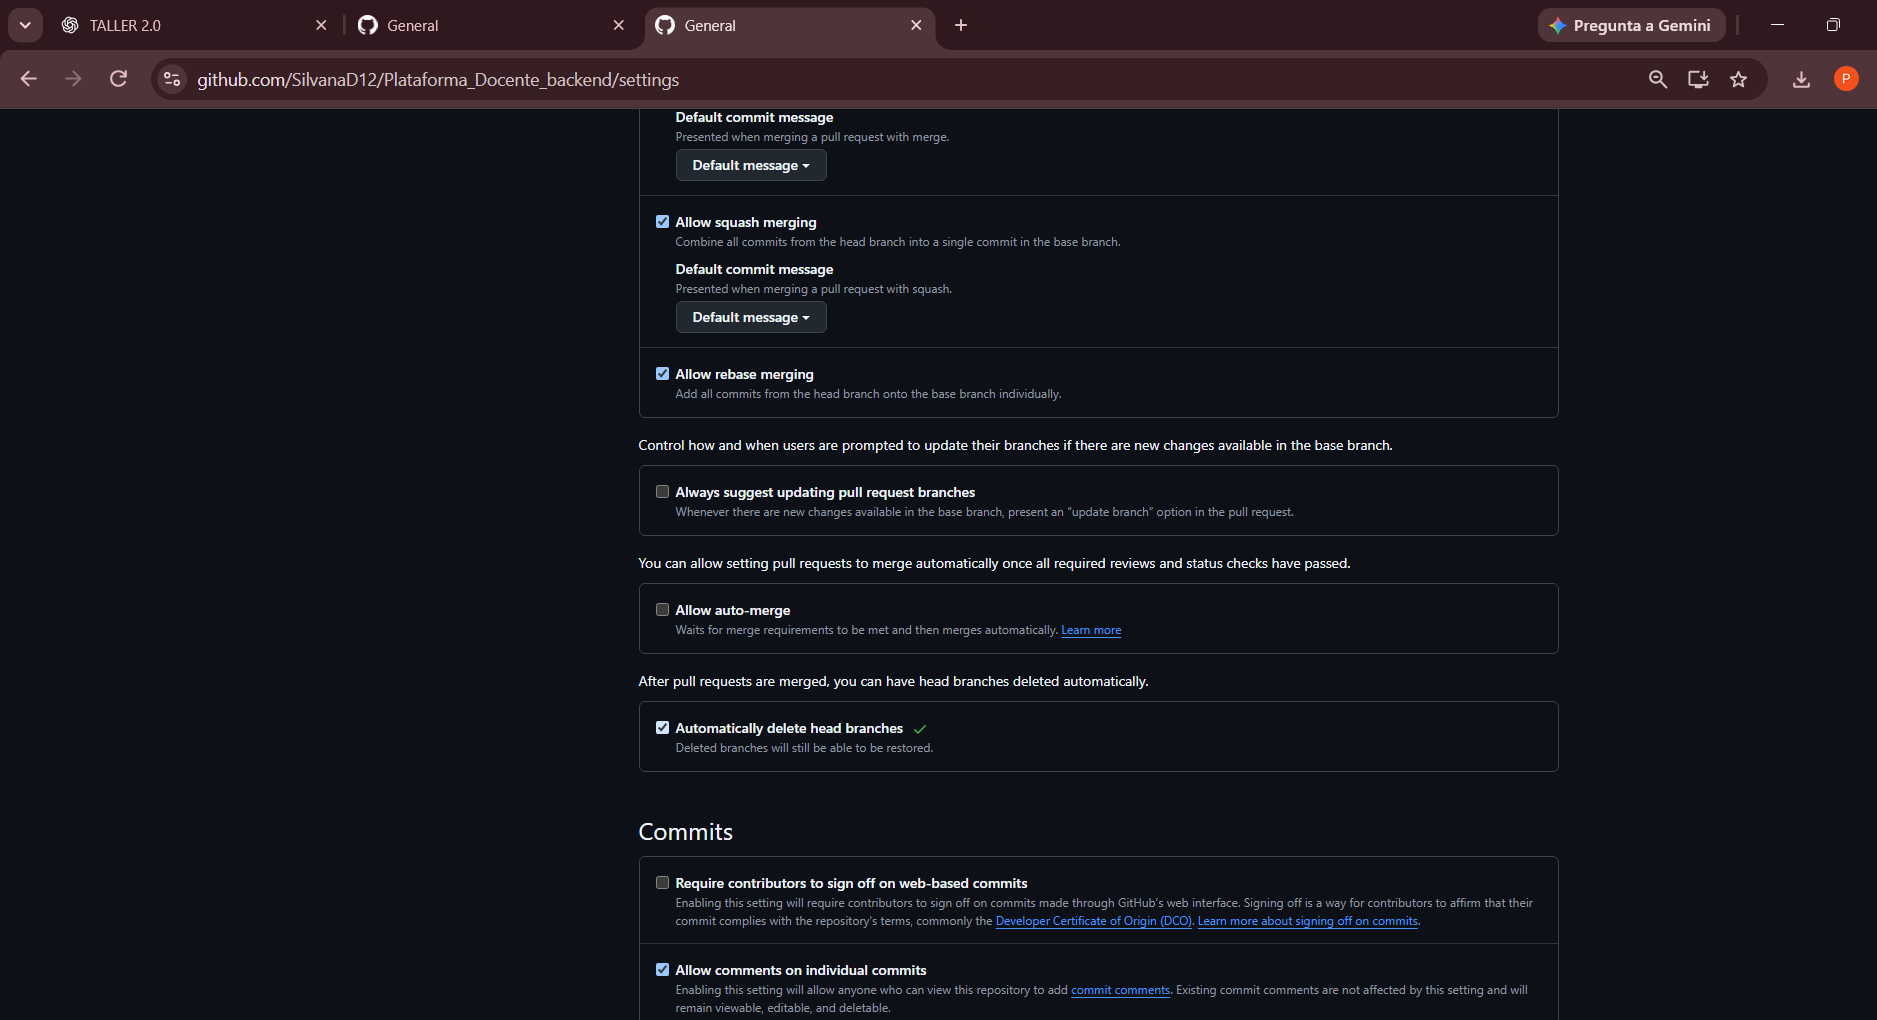 TALLER 2.0
General
General
Pregunta a Gemini
github.com/SilvanaD12/Plataforma_Docente_backend/settings
P
Default commit message
Presented when merging a pull request with merge.
Default message
Allow squash merging
Combine all commits from the head branch into a single commit in the base branch.
Default commit message
Presented when merging a pull request with squash.
Default message
Allow rebase merging
Add all commits from the head branch onto the base branch individually.
Control how and when users are prompted to update their branches if there are new changes available in the base branch.
Always suggest updating pull request branches
Whenever there are new changes available in the base branch, present an “update branch” option in the pull request.
You can allow setting pull requests to merge automatically once all required reviews and status checks have passed.
Allow auto-merge
Waits for merge requirements to be met and then merges automatically. Learn more
After pull requests are merged, you can have head branches deleted automatically.
Automatically delete head branches
Deleted branches will still be able to be restored.
Commits
Require contributors to sign off on web-based commits
Enabling this setting will require contributors to sign off on commits made through GitHub's web interface. Signing off is a way for contributors to affirm that their
commit complies with the repository's terms, commonly the Developer Certificate of Origin (DCO). Learn more about signing off on commits.
Allow comments on individual commits
Enabling this setting will allow anyone who can view this repository to add commit comments. Existing commit comments are not affected by this setting and will
remain viewable, editable, and deletable.